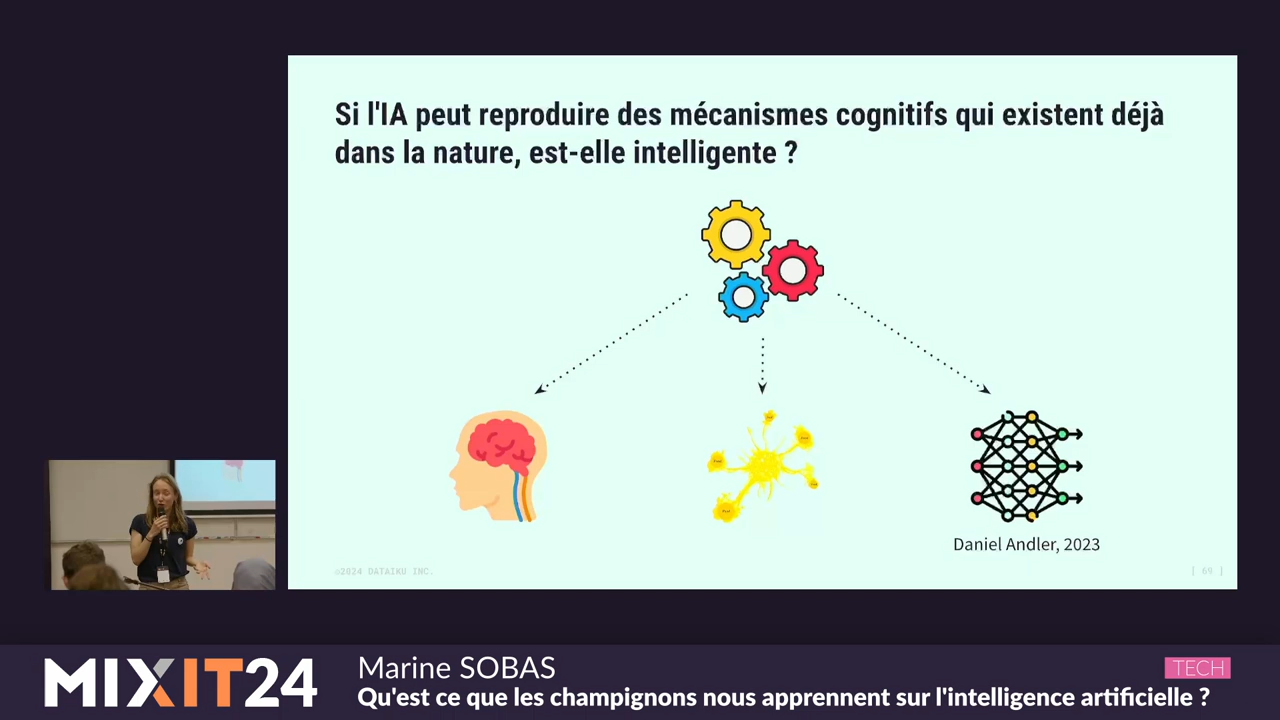 Si l'IA peut reproduire des mécanismes cognitifs qui existent déjà
dans la nature, est-elle intelligente ?
Daniel Andler, 2023
©2024 DATAIKU INC.
[ 69 ]
MIXIT24
Marine SOBAS
TECH
Qu'est ce que les champignons nous apprennent sur l'intelligence artificielle ?